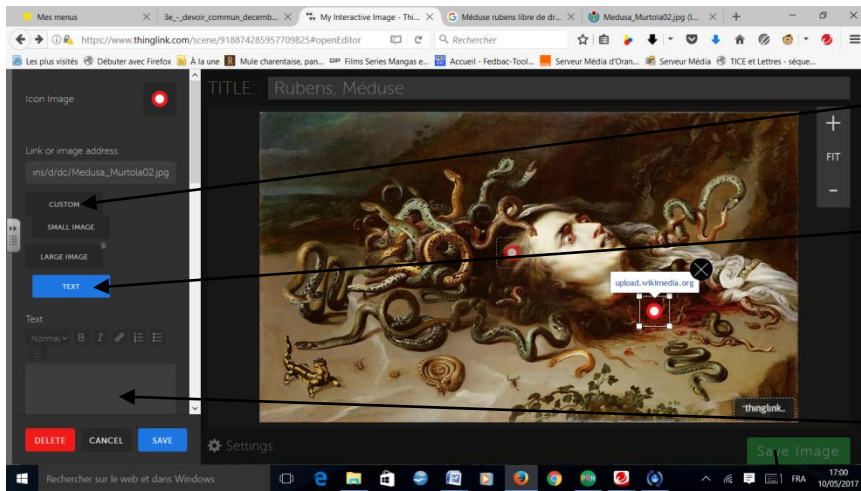 Mes menus
3e_-_devoir_commun_decemb...
My Interactive Image - Thi...
Méduse rubens libre de dr...
Medusa_Murtola02.jpg (I...
https://www.thinglink.com/scene/918874285957709825#openEditor
Rechercher
Les plus visités Débuter avec Firefox À la une Mule charentaise, pan... Films Series Mangas e... Accueil - Fedbac-Tool... Serveur Média d'Oran... Serveur Média TICE et Lettres - séque...
TITLE: Rubens, Méduse
Icon Image
Link or image address
ns/d/dc/Medusa_Murtola02.jpg
CUSTOM
SMALL IMAGE
LARGE IMAGE
TEXT
Text
Normal B I
DELETE CANCEL SAVE
FIT
upload.wikimedia.org
thinglink..
Settings...
Save Image
Rechercher sur le web et dans Windows
FRA
17:00
10/05/2017